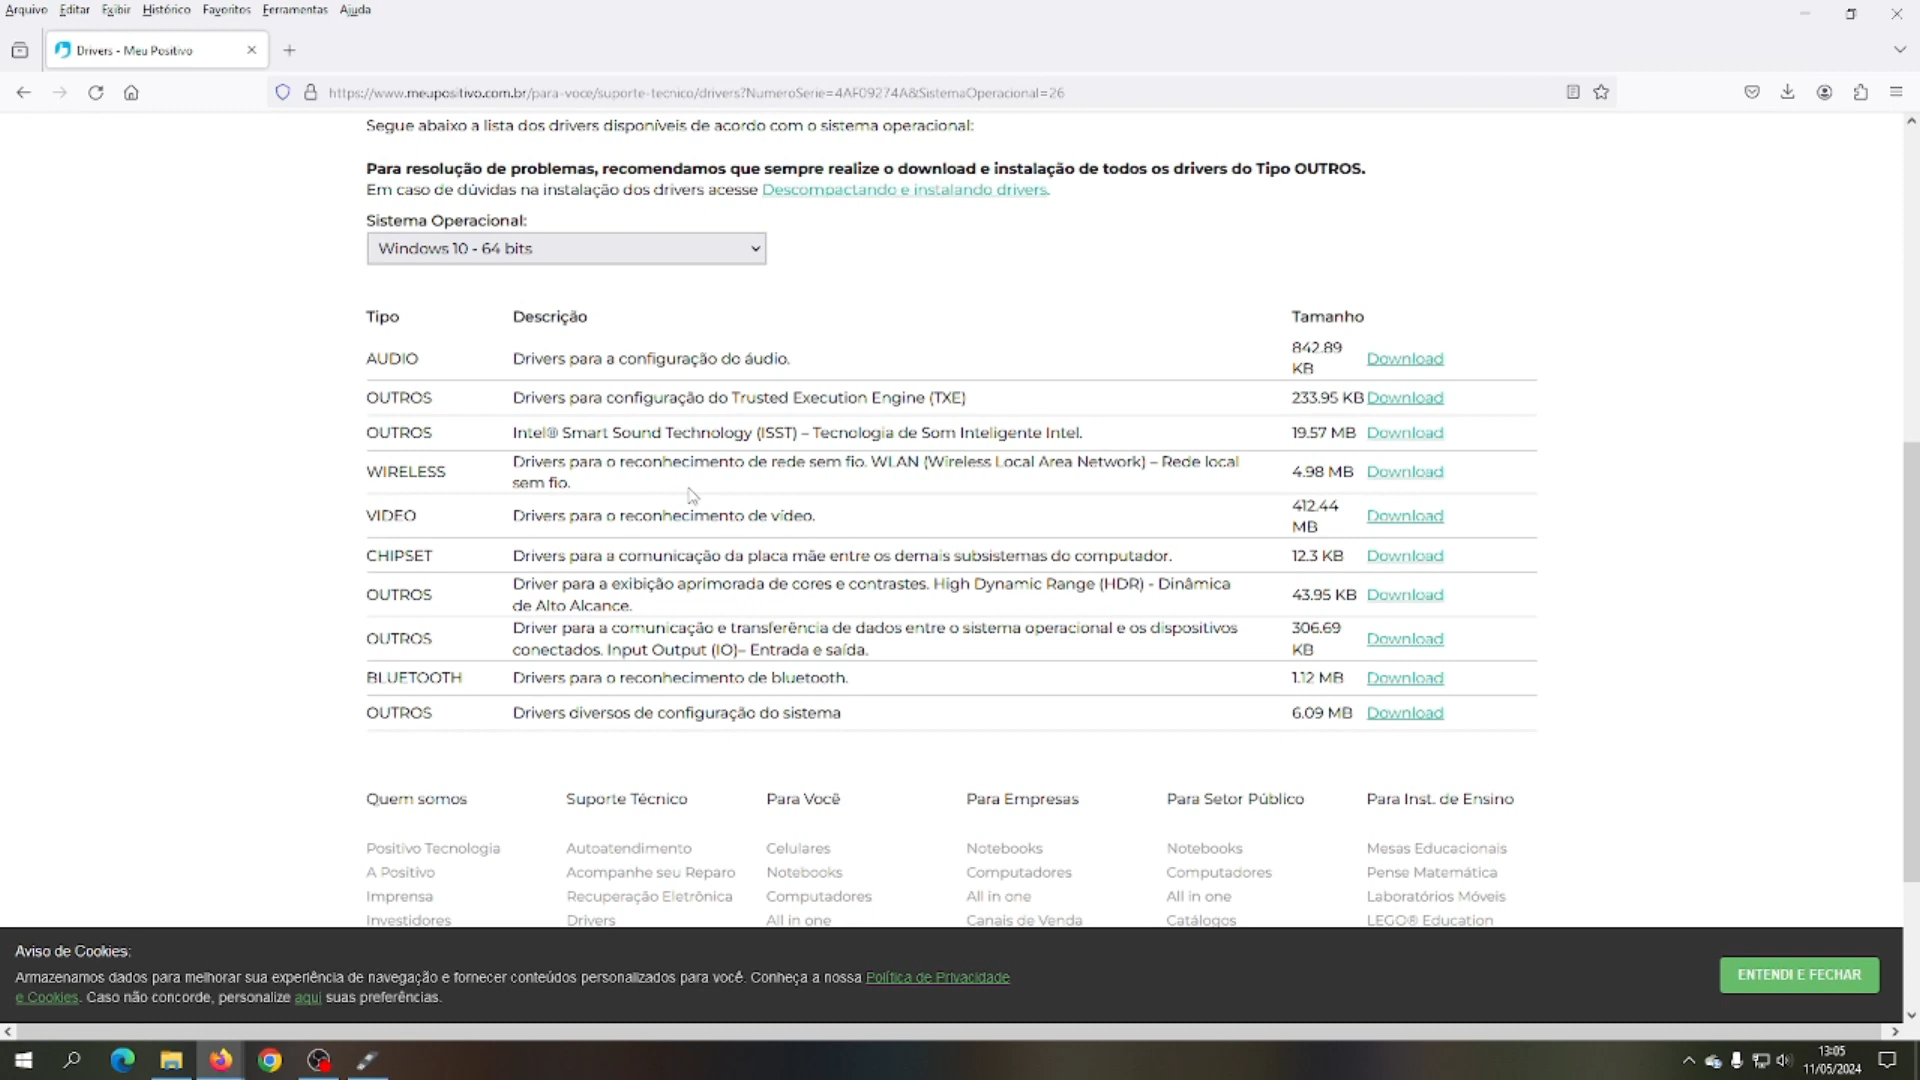 Arquivo Editar Exibir Histórico Favoritos Ferramentas Ajuda
Drivers - Meu Positivo
https://www.meupositivo.com.br/para-voce/suporte-tecnico/drivers?NumeroSerie=4AF09274A&SistemaOperacional=26
Segue abaixo a lista dos drivers disponíveis de acordo com o sistema operacional:
Para resolução de problemas, recomendamos que sempre realize o download e instalação de todos os drivers do Tipo OUTROS.
Em caso de dúvidas na instalação dos drivers acesse Descompactando e instalando drivers.
Sistema Operacional:
Windows 10 - 64 bits
Tipo Descrição Tamanho
AUDIO Drivers para a configuração do áudio. 842.89 KB Download
OUTROS Drivers para configuração do Trusted Execution Engine (TXE) 233.95 KB Download
OUTROS Intel® Smart Sound Technology (ISST) – Tecnologia de Som Inteligente Intel. 19.57 MB Download
WIRELESS Drivers para o reconhecimento de rede sem fio. WLAN (Wireless Local Area Network) – Rede local
sem fio. 4.98 MB Download
VIDEO Drivers para o reconhecimento de vídeo. 412.44 MB Download
CHIPSET Drivers para a comunicação da placa mãe entre os demais subsistemas do computador. 12.3 KB Download
OUTROS Driver para a exibição aprimorada de cores e contrastes. High Dynamic Range (HDR) - Dinâmica
de Alto Alcance. 43.95 KB Download
OUTROS Driver para a comunicação e transferência de dados entre o sistema operacional e os dispositivos
conectados. Input Output (IO)– Entrada e saída. 306.69 KB Download
BLUETOOTH Drivers para o reconhecimento de bluetooth. 1.12 MB Download
OUTROS Drivers diversos de configuração do sistema 6.09 MB Download
Quem somos Suporte Técnico Para Você Para Empresas Para Setor Público Para Inst. de Ensino
Positivo Tecnologia Autoatendimento Celulares Notebooks Notebooks Mesas Educacionais
A Positivo Acompanhe seu Reparo Notebooks Computadores Computadores Pense Matemática
Imprensa Recuperação Eletrônica Computadores All in one All in one Laboratórios Móveis
Investidores Drivers All in one Canais de Venda Catálogos LEGO® Education
Aviso de Cookies:
Armazenamos dados para melhorar sua experiência de navegação e fornecer conteúdos personalizados para você. Conheça a nossa Política de Privacidade
e Cookies. Caso não concorde, personalize aqui suas preferências.
ENTENDI E FECHAR
13:05
11/05/2024